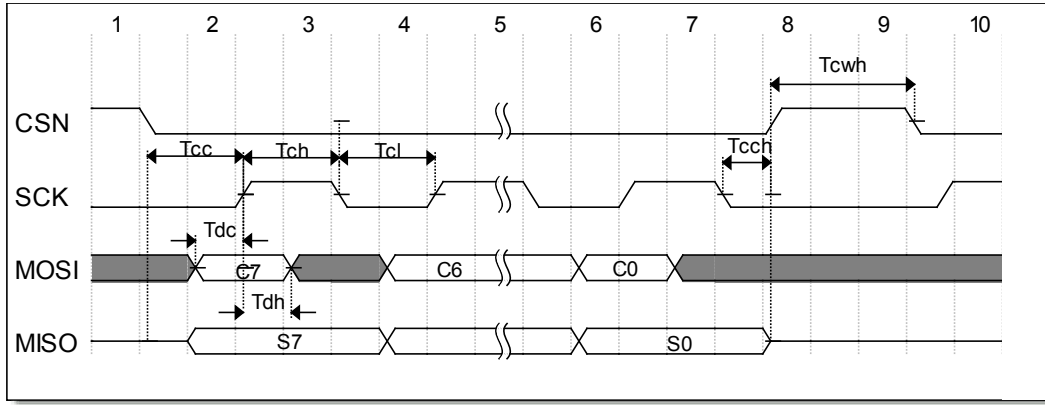 1 2 3 4 5 6 7 8 9 10
Tcwh
CSN
Tcc Tch Tcl Tcch
SCK
Tdc
MOSI C7 C6 C0
Tdh
MISO S7 S0